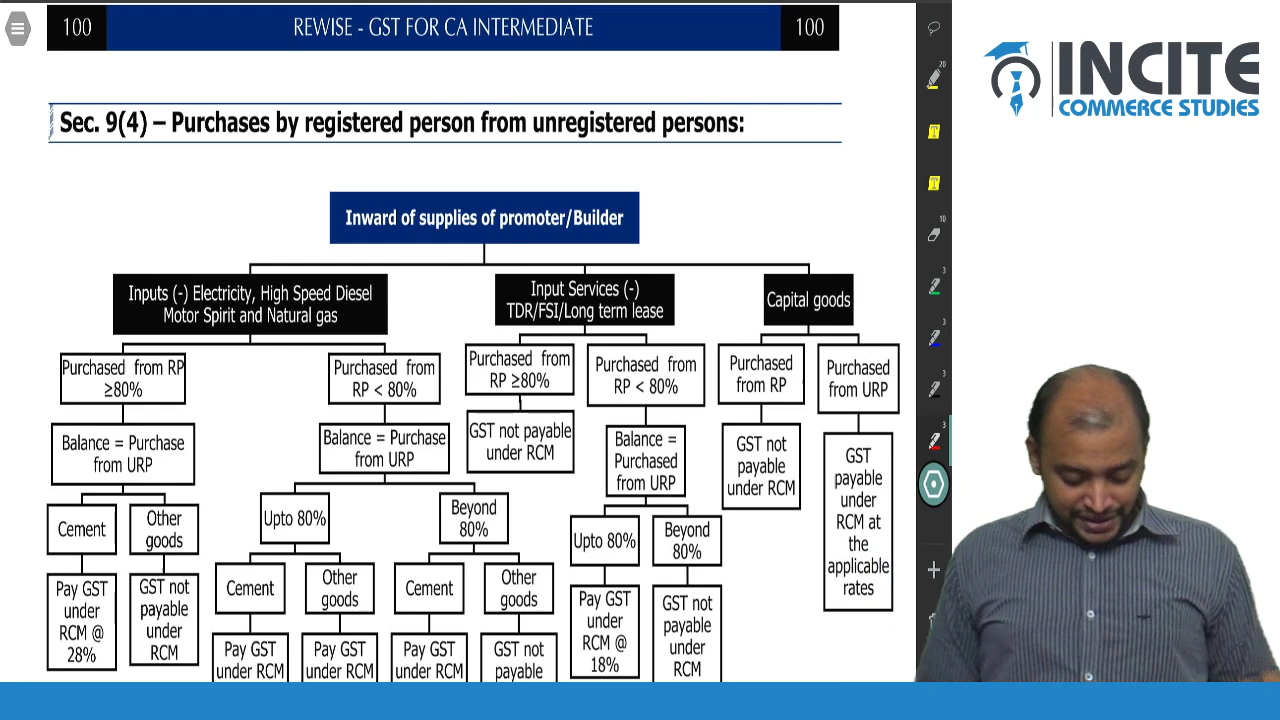 100
REWISE - GST FOR CA INTERMEDIATE
100
INCITE
COMMERCE STUDIES
Sec. 9(4) – Purchases by registered person from unregistered persons:
Inward of supplies of promoter/Builder
Inputs (-) Electricity, High Speed Diesel
Motor Spirit and Natural gas
Input Services (-)
TDR/FSI/Long term lease
Capital goods
Purchased from RP
≥80%
Purchased from
RP < 80%
Purchased from
RP ≥80%
Purchased from
RP < 80%
Purchased
from RP
Purchased
from URP
Balance = Purchase
from URP
Balance = Purchase
from URP
GST not payable
under RCM
Balance =
Purchased
from URP
GST not
payable
under RCM
GST
payable
under
RCM at
the
applicable
rates
Cement
Other
goods
Upto 80%
Beyond
80%
Upto 80%
Beyond
80%
Pay GST
under
RCM @
28%
GST not
payable
under
RCM
Cement
Other
goods
Cement
Other
goods
Pay GST
under
RCM @
18%
GST not
payable
under
RCM
Pay GST
under RCM
Pay GST
under RCM
Pay GST
under RCM
GST not
payable
20
10
3
3
3
3